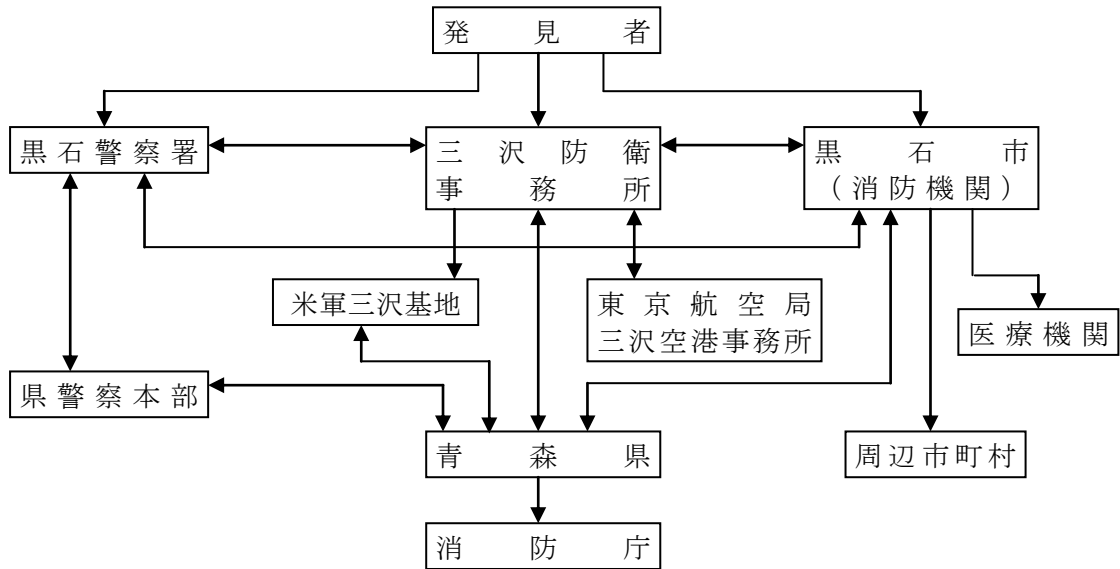 発見者
黒石警察署
三沢防衛
事務所
黒石市
（消防機関）
米軍三沢基地
東京航空局
三沢空港事務所
医療機関
県警察本部
青森県
周辺市町村
消防庁